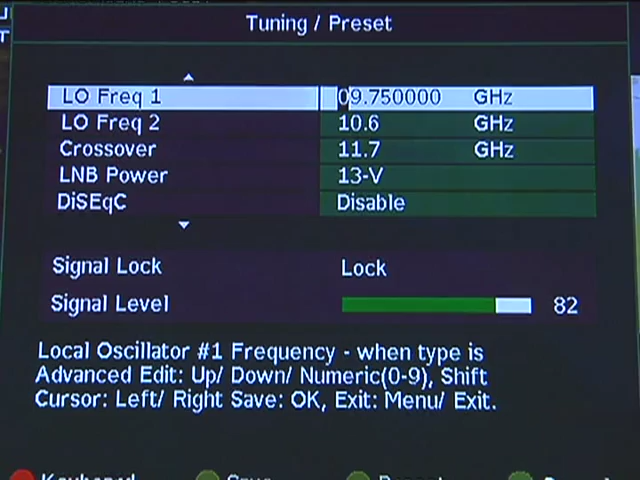 Tuning / Preset
LO Freq 1 09.750000 GHz
LO Freq 2 10.6 GHz
Crossover 11.7 GHz
LNB Power 13-V
DiSEqC Disable
Signal Lock Lock
Signal Level 82
Local Oscillator #1 Frequency - when type is
Advanced Edit: Up/ Down/ Numeric(0-9), Shift
Cursor: Left/ Right Save: OK, Exit: Menu/ Exit.